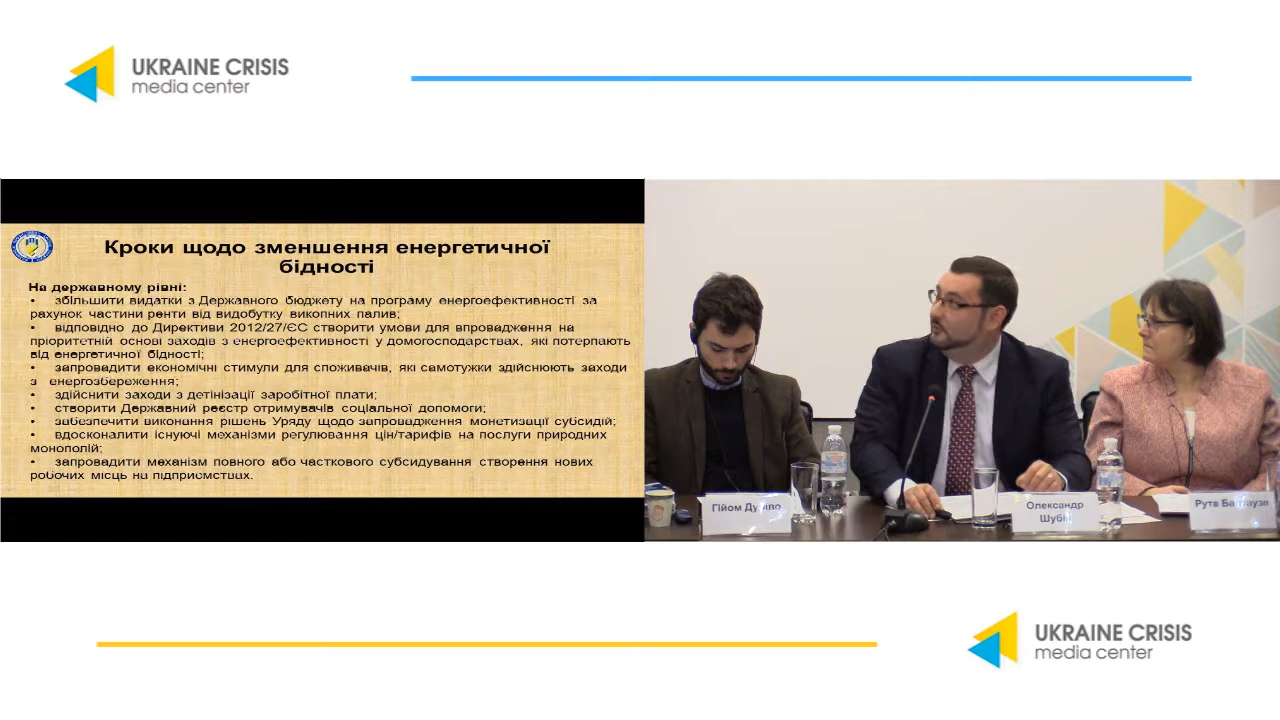 UKRAINE CRISIS
media center
Кроки щодо зменшення енергетичної
бідності
На державному рівні:
• збільшити видатки з Державного бюджету на програму енергоефективності за
рахунок частини ренти від видобутку викопних палив;
• відповідно до Директиви 2012/27/ЄС створити умови для впровадження на
пріоритетній основі заходів з енергоефективності у домогосподарствах, які потерпають
від енергетичної бідності;
• запровадити економічні стимули для споживачів, які самотужки здійснюють заходи
з енергозбереження;
• здійснити заходи з детінізації заробітної плати;
• створити Державний реєстр отримувачів соціальної допомоги;
• забезпечити виконання рішень Уряду щодо запровадження монетизації субсидій;
• вдосконалити існуючі механізми регулювання цін/тарифів на послуги природних
монополій;
• запровадити механізм повного або часткового субсидування створення нових
робочих місць на підприємствах.
Гійом
Олександр
Рутв
UKRAINE CRISIS
media center